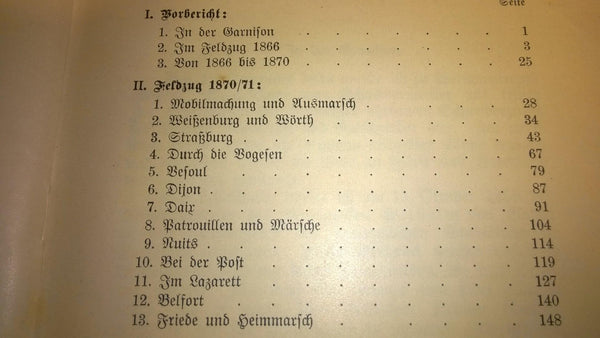 Seite
I. Vorbericht:
1. In der Garnison . . . . . . 1
2. Im Feldzug 1866 . . . . . . 3
3. Von 1866 bis 1870 . . . . . . 25
II. Feldzug 1870/71:
1. Mobilmachung und Ausmarsch . . . . 28
2. Weißenburg und Wörth . . . . . 34
3. Straßburg . . . . . . . . 43
4. Durch die Vogesen . . . . . . 67
5. Vesoul . . . . . . . . 79
6. Dijon . . . . . . . . 87
7. Daix . . . . . . . . 91
8. Patrouillen und Märsche . . . . . 104
9. Nuits . . . . . . . . 114
10. Bei der Post . . . . . . . 119
11. Im Lazarett . . . . . . . 127
12. Belfort . . . . . . . . 140
13. Friede und Heimmarsch . . . . . 148